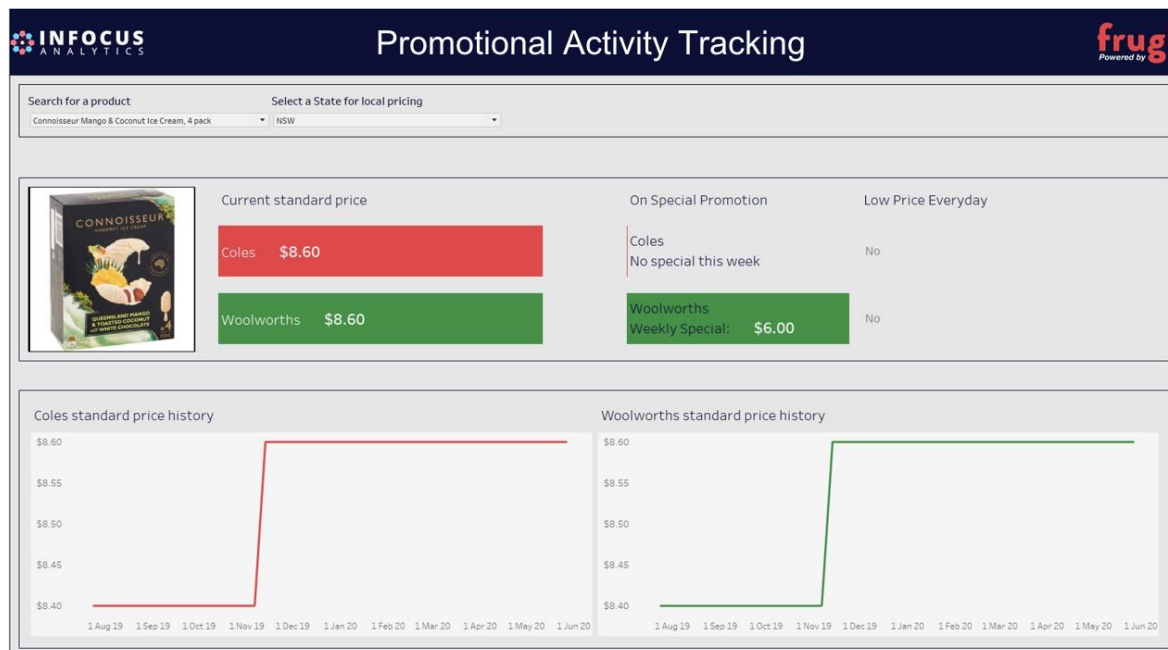 INFOCUS
ANALYTICS
Promotional Activity Tracking
frug
Powered by
Search for a product
Select a State for local pricing
Connoisseur Mango & Coconut Ice Cream, 4 pack
NSW
CONNOISSEUR
GOURMET ICE CREAM
QUEENSLAND MANGO
& TOASTED COCONUT
WHITE CHOCOLATE
x4
Current standard price
On Special Promotion
Low Price Everyday
Coles $8.60
Coles
No special this week
No
Woolworths $8.60
Woolworths
Weekly Special: $6.00
No
Coles standard price history
$8.60
$8.55
$8.50
$8.45
$8.40
1 Aug 19 1 Sep 19 1 Oct 19 1 Nov 19 1 Dec 19 1 Jan 20 1 Feb 20 1 Mar 20 1 Apr 20 1 May 20 1 Jun 20
Woolworths standard price history
$8.60
$8.55
$8.50
$8.45
$8.40
1 Aug 19 1 Sep 19 1 Oct 19 1 Nov 19 1 Dec 19 1 Jan 20 1 Feb 20 1 Mar 20 1 Apr 20 1 May 20 1 Jun 20